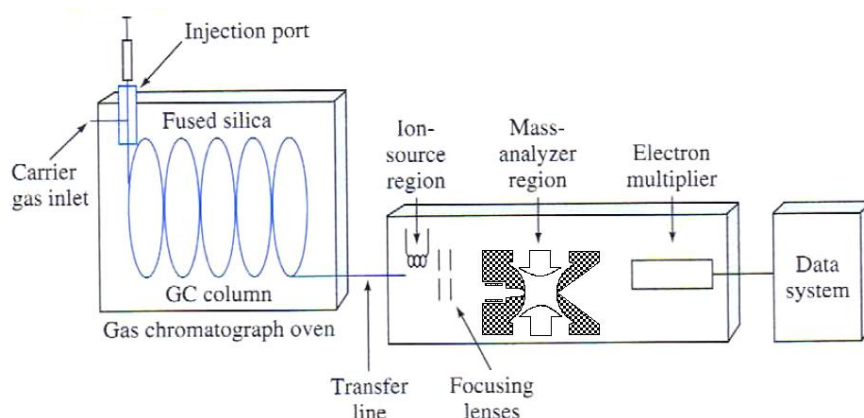 Injection port
Fused silica
Carrier
gas inlet
GC column
Gas chromatograph oven
Ion-
source
region
Mass-
analyzer
region
Electron
multiplier
Data
system
Transfer
line
Focusing
lenses